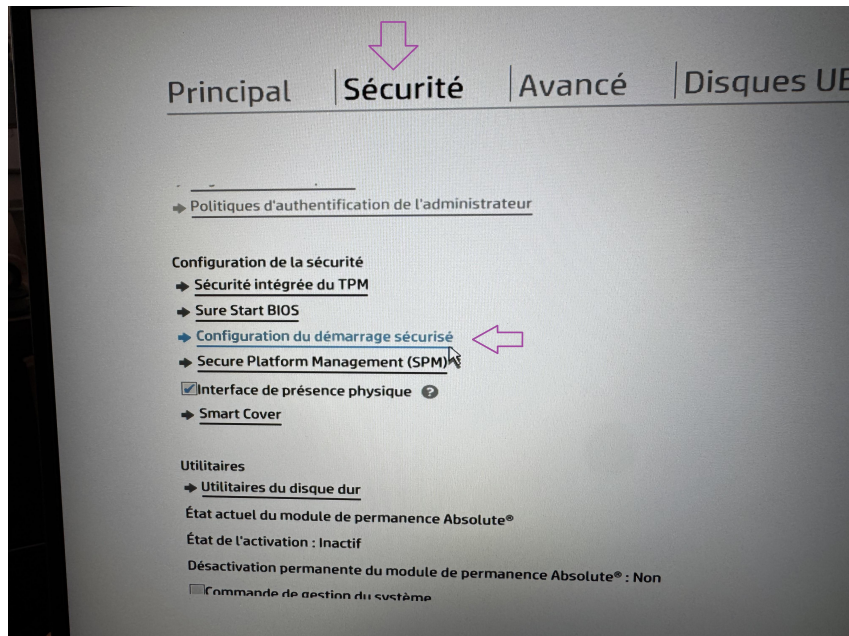 Principal
Sécurité
Avancé
Disques UE
Politiques d'authentification de l'administrateur
Configuration de la sécurité
Sécurité intégrée du TPM
Sure Start BIOS
Configuration du démarrage sécurisé
Secure Platform Management (SPM)
Interface de présence physique ?
Smart Cover
Utilitaires
Utilitaires du disque dur
État actuel du module de permanence Absolute®
État de l'activation : Inactif
Désactivation permanente du module de permanence Absolute® : Non
Commande de gestion du système